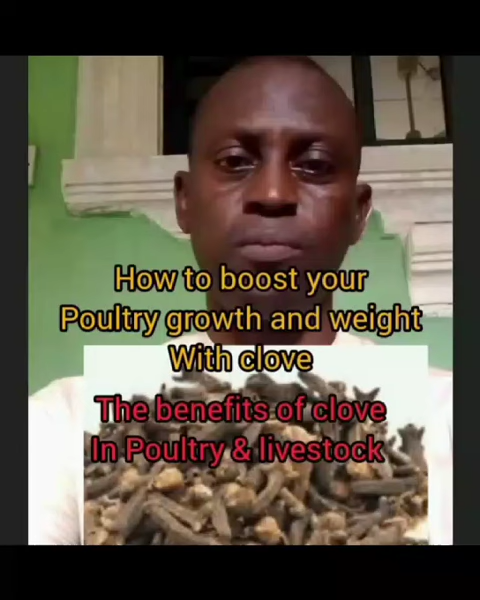 How to boost your
Poultry growth and weight
With clove
The benefits of clove
In Poultry & livestock